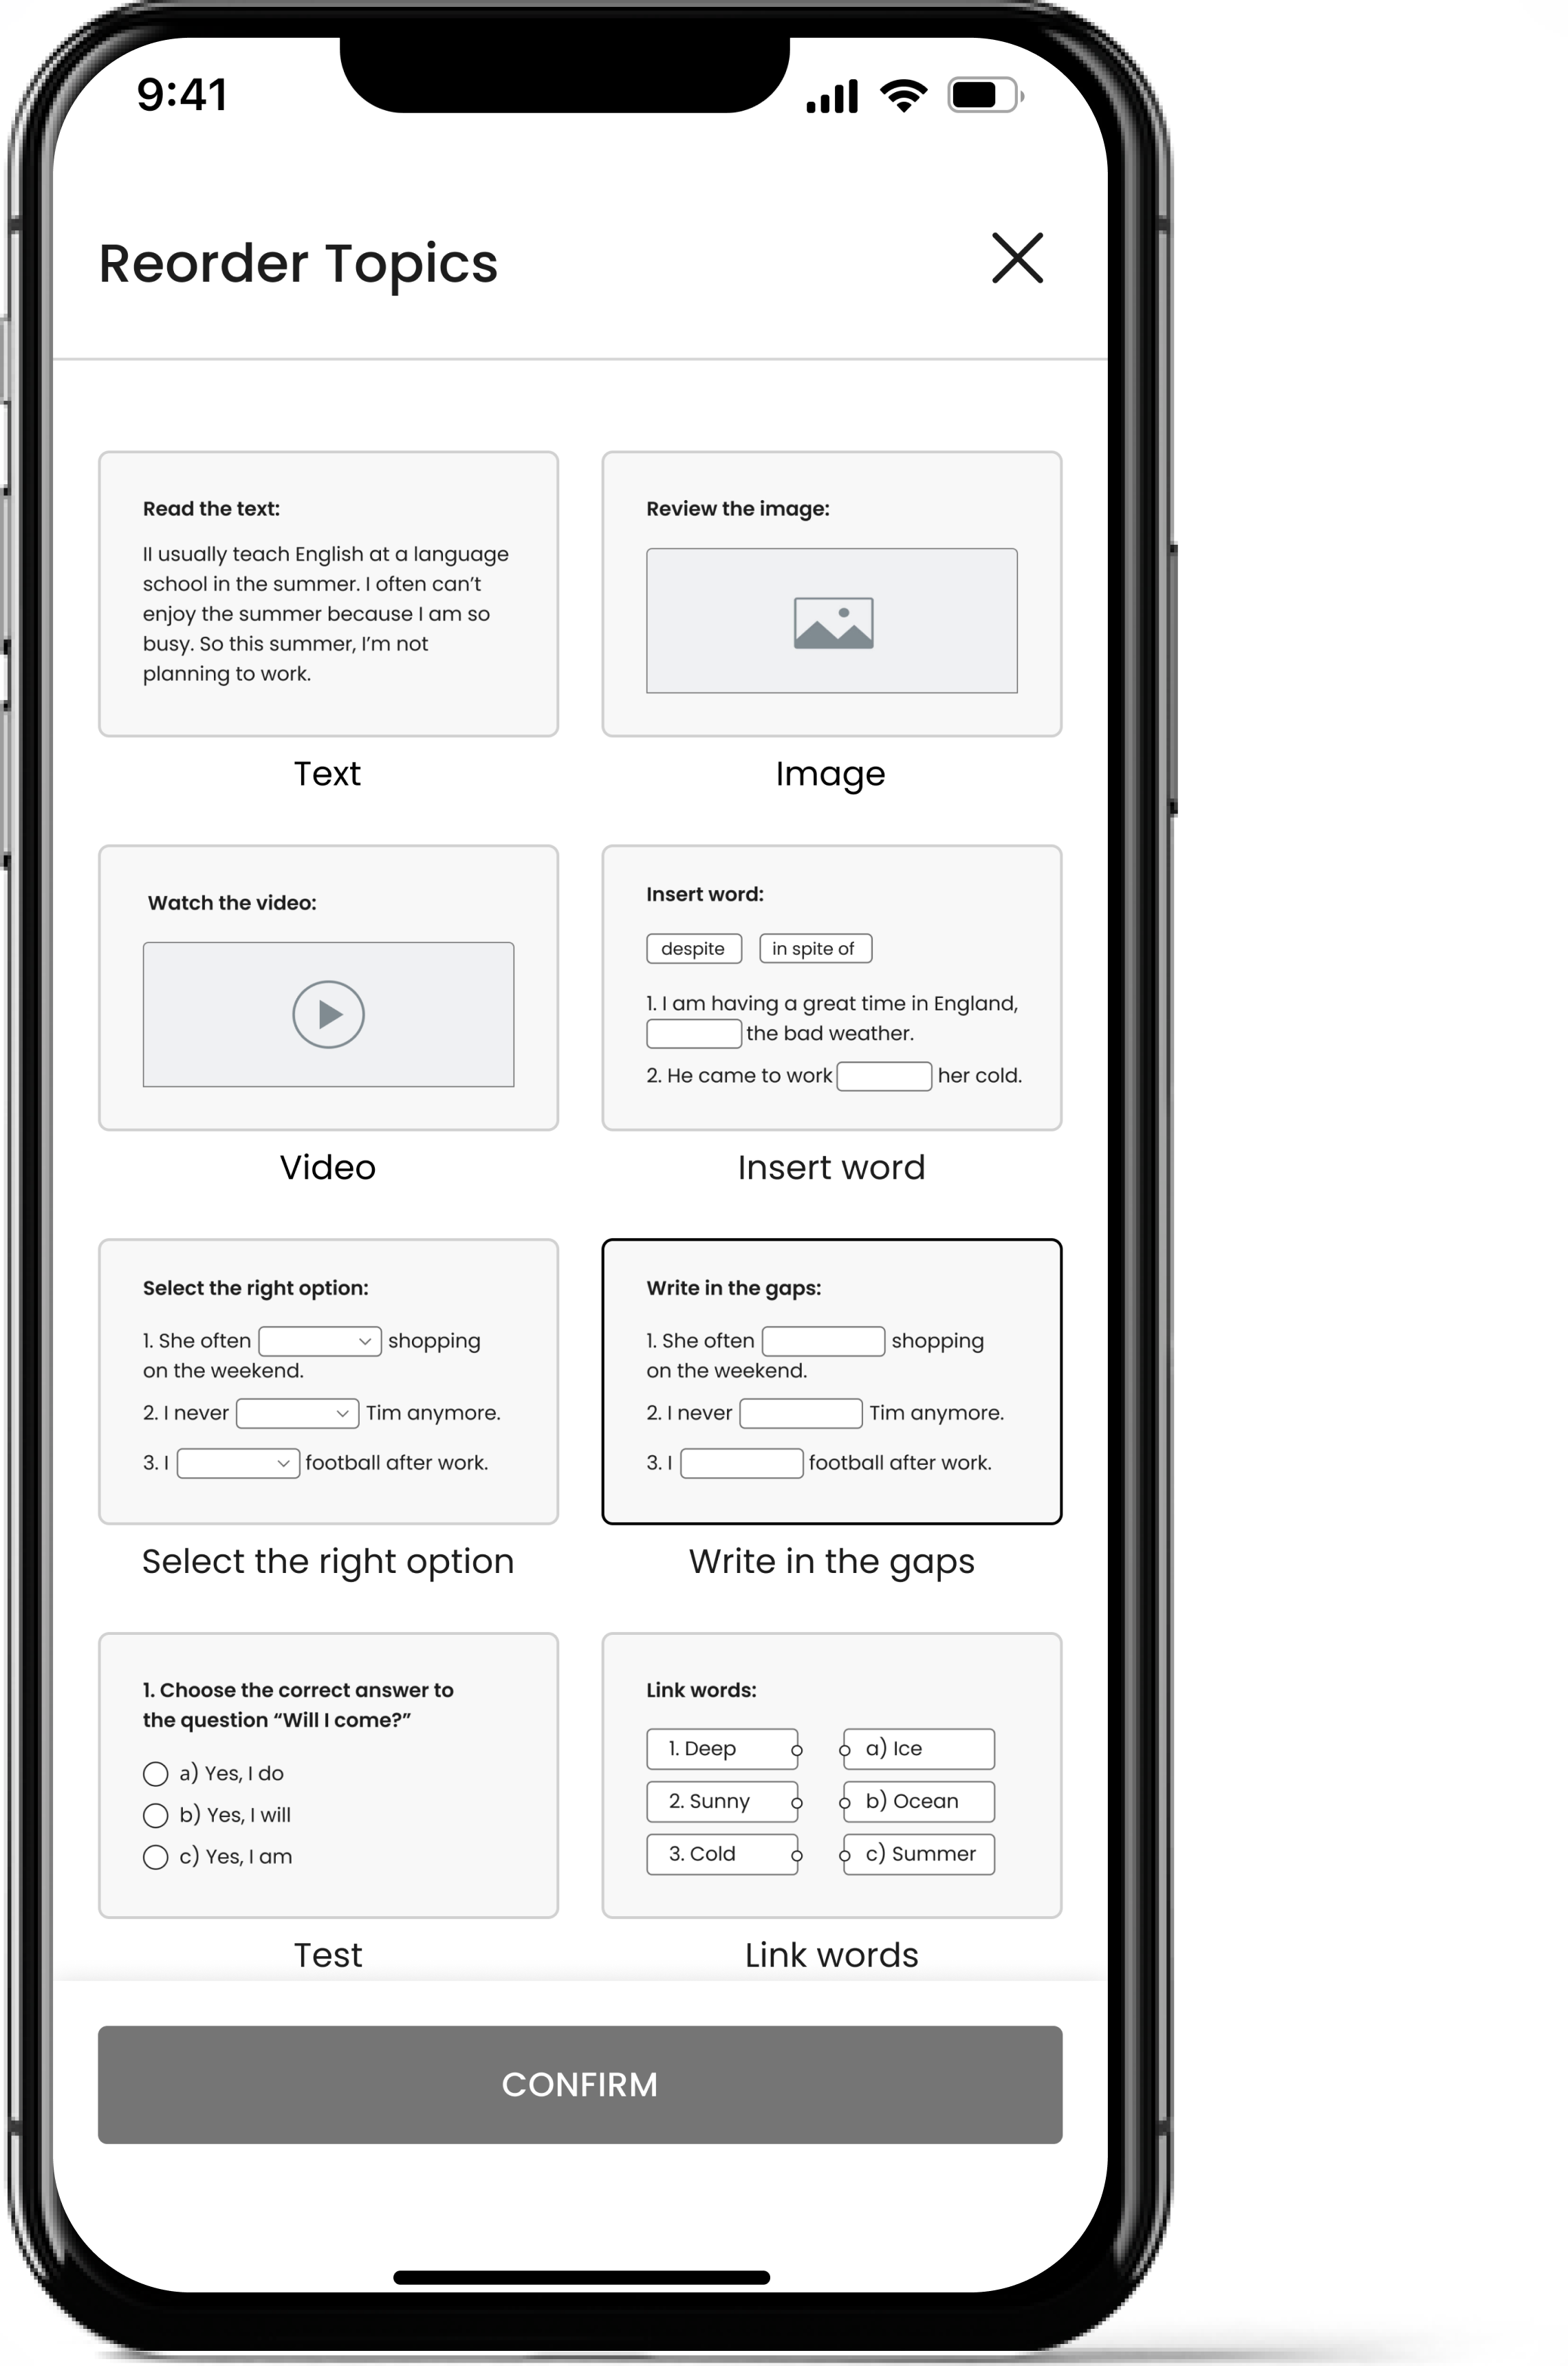 9:41
Reorder Topics
Read the text:
II usually teach English at a language
school in the summer. I often can’t
enjoy the summer because I am so
busy. So this summer, I’m not
planning to work.
Text
Review the image:
Image
Watch the video:
Video
Insert word:
despite in spite of
1. I am having a great time in England,
the bad weather.
2. He came to work her cold.
Insert word
Select the right option:
1. She often shopping
on the weekend.
2. I never Tim anymore.
3. I football after work.
Select the right option
Write in the gaps:
1. She often shopping
on the weekend.
2. I never Tim anymore.
3. I football after work.
Write in the gaps
1. Choose the correct answer to
the question “Will I come?”
a) Yes, I do
b) Yes, I will
c) Yes, I am
Test
Link words:
1. Deep a) Ice
2. Sunny b) Ocean
3. Cold c) Summer
Link words
CONFIRM